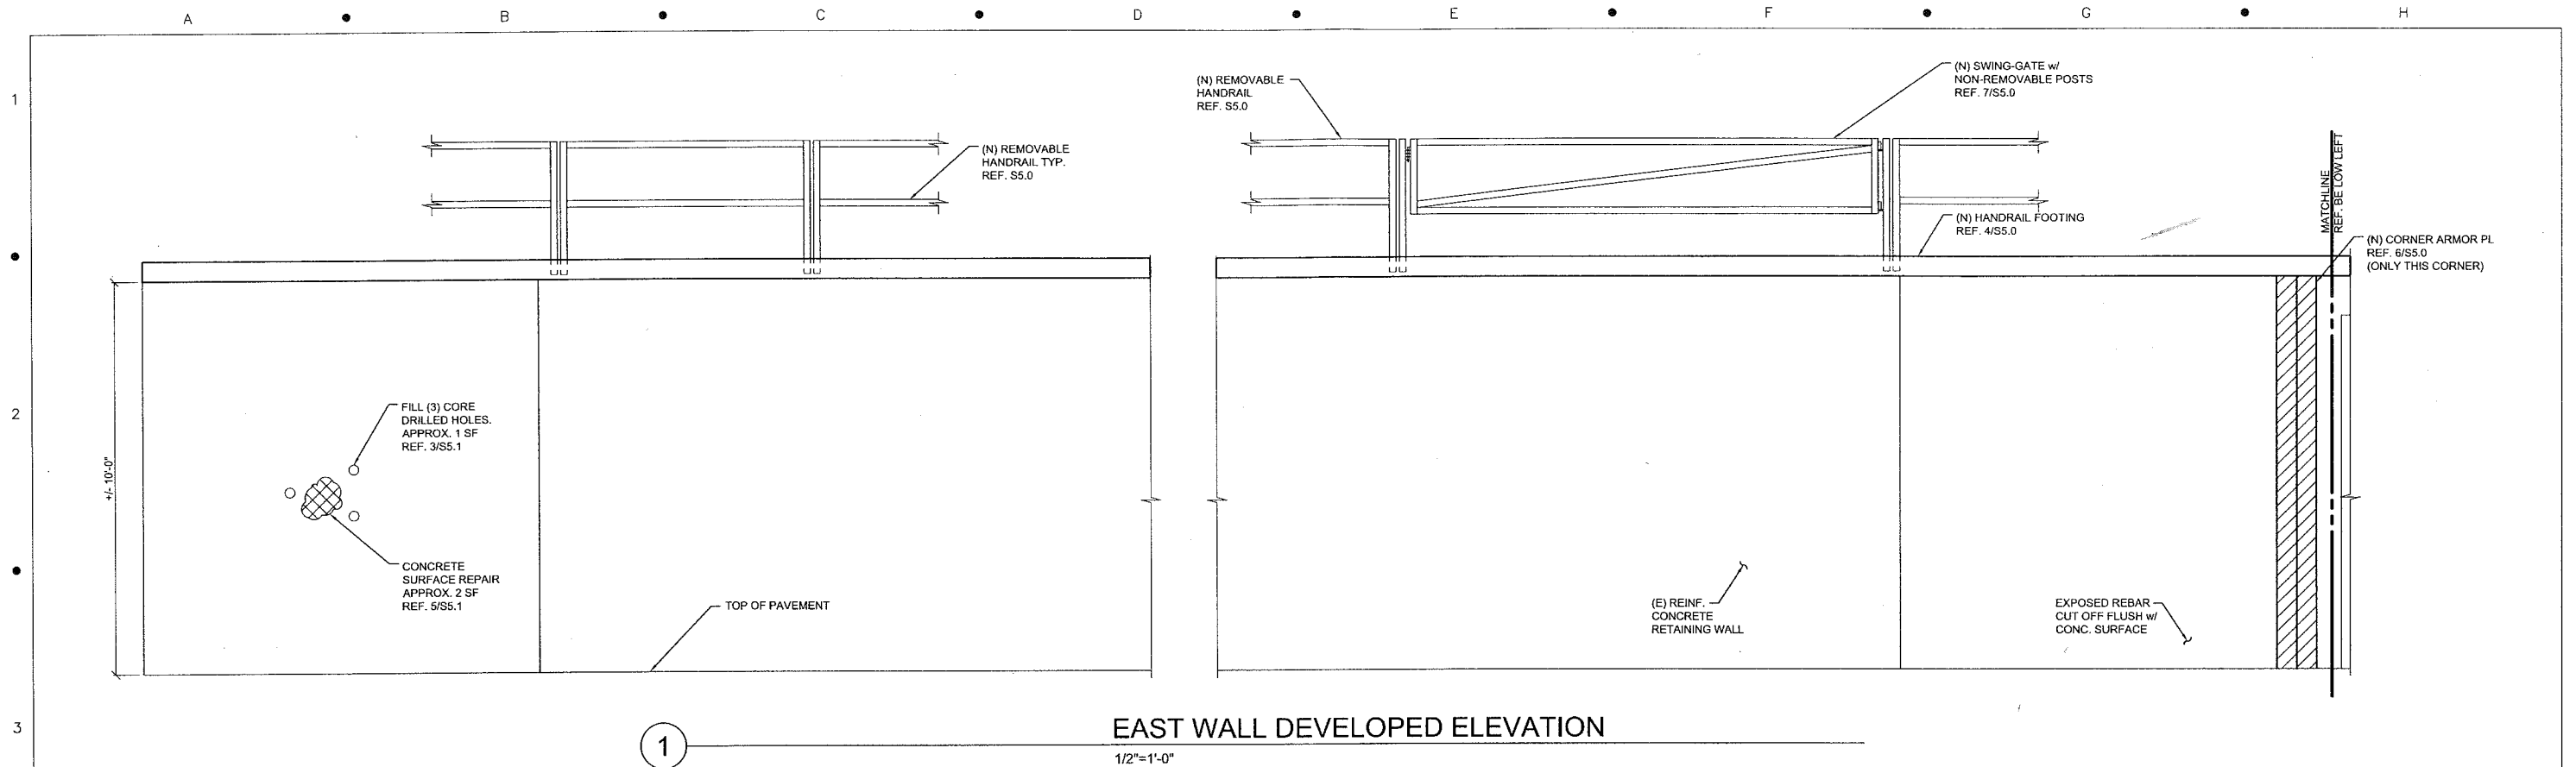 A B C D E F G H
1
(N) REMOVABLE
HANDRAIL
REF. S5.0
(N) SWING-GATE w/
NON-REMOVABLE POSTS
REF. 7/S5.0
(N) REMOVABLE
HANDRAIL TYP.
REF. S5.0
MATCHLINE
REF. BE LOW LEFT
(N) HANDRAIL FOOTING
REF. 4/S5.0
(N) CORNER ARMOR PL
REF. 6/S5.0
(ONLY THIS CORNER)
2
FILL (3) CORE
DRILLED HOLES.
APPROX. 1 SF
REF. 3/S5.1
+/- 10'-0"
CONCRETE
SURFACE REPAIR
APPROX. 2 SF
REF. 5/S5.1
TOP OF PAVEMENT
(E) REINF.
CONCRETE
RETAINING WALL
EXPOSED REBAR
CUT OFF FLUSH w/
CONC. SURFACE
3
1
EAST WALL DEVELOPED ELEVATION
1/2"=1'-0"